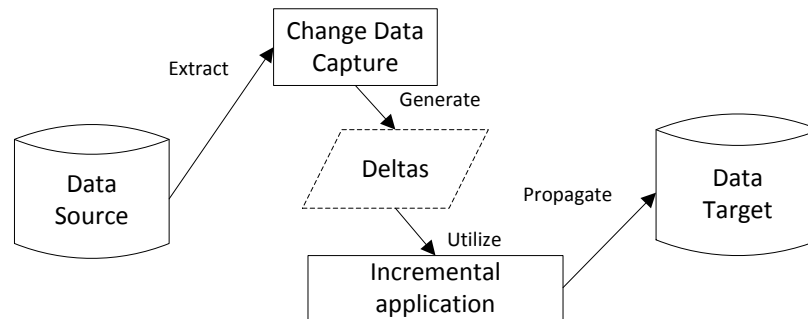 Change Data
Capture
Extract
Generate
Data
Source
Deltas
Propagate
Data
Target
Utilize
Incremental
application